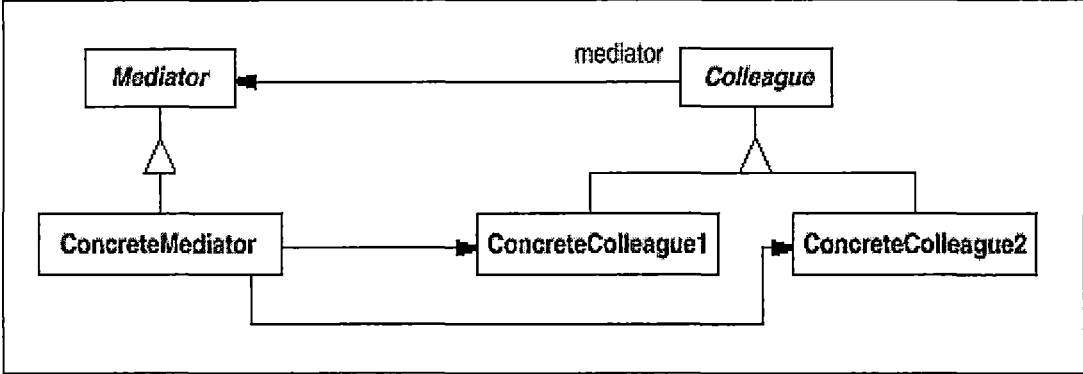 mediator
Mediator
Colleague
ConcreteMediator
ConcreteColleague1
ConcreteColleague2